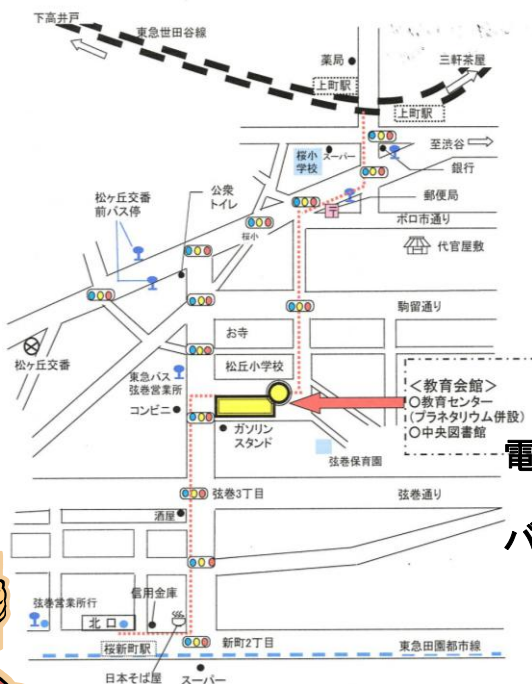 下高井戸
東急世田谷線
薬局
三軒茶屋
上町駅
上町駅
至渋谷
桜小
学校
スーパー
銀行
郵便局
松ヶ丘交番
前バス停
公衆
トイレ
桜小
〒
ボロ市通り
代官屋敷
駒留通り
お寺
松ヶ丘交番
東急バス
弦巻営業所
松丘小学校
コンビニ
ガソリン
スタンド
<教育会館>
〇教育センター
(プラネタリウム併設)
〇中央図書館
弦巻保育園
電
バ
弦巻3丁目
弦巻通り
酒屋
弦巻営業所行
信用金庫
北口
桜新町駅
新町2丁目
東急田園都市線
日本そば屋
スーパー